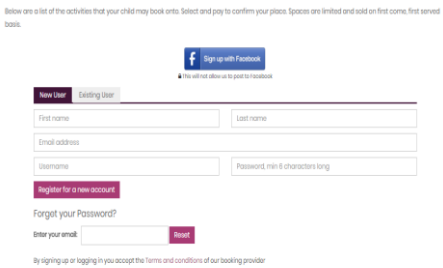 Below are a list of the activities that your child may book onto. Select and pay to confirm your place. Spaces are limited and sold on first come, first served
basis.
f Sign up with Facebook
This will not allow us to post to Facebook
New User Existing User
First name Last name
Email address
Username Password, min 6 characters long
Register for a new account
Forget your Password?
Enter your email: Reset
By signing up or logging in you accept the Terms and conditions of our booking provider